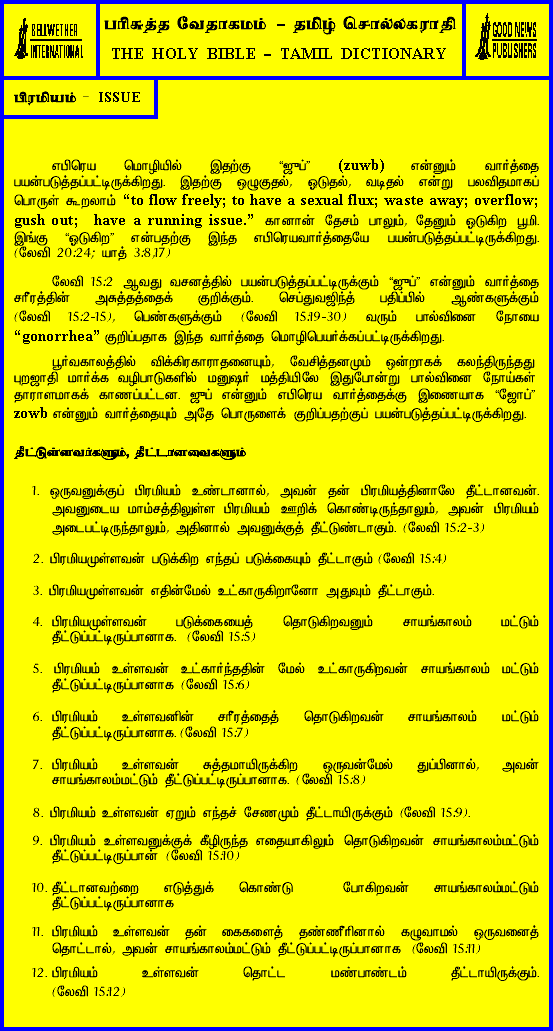 BELLWETHER
INTERNATIONAL
பரிசுத்த வேதாகமம் – தமிழ் சொல்லகராதி
THE HOLY BIBLE – TAMIL DICTIONARY
GOOD NEWS
PUBLISHERS
பிரமியம் – ISSUE
எபிரெய மொழியில் இதற்கு “ஜுப்” (zuwb) என்னும் வார்த்தை
பயன்படுத்தப்பட்டிருக்கிறது. இதற்கு ஒழுகுதல், ஓடுதல், வடிதல் என்று பலவிதமாகப்
பொருள் கூறலாம் “to flow freely; to have a sexual flux; waste away; overflow;
gush out; have a running issue.” கானான் தேசம் பாலும், தேனும் ஓடுகிற பூமி.
இங்கு “ஓடுகிற” என்பதற்கு இந்த எபிரெயவார்த்தையே பயன்படுத்தப்பட்டிருக்கிறது.
(லேவி 20:24; யாத் 3:8,17)
லேவி 15:2 ஆவது வசனத்தில் பயன்படுத்தப்பட்டிருக்கும் “ஜுப்” என்னும் வார்த்தை
சரீரத்தின் அசுத்தத்தைக் குறிக்கும். செப்துவஜிந்த் பதிப்பில் ஆண்களுக்கும்
(லேவி 15:2-15), பெண்களுக்கும் (லேவி 15:19-30) வரும் பால்வினை நோயை
“gonorrhea” குறிப்பதாக இந்த வார்த்தை மொழிபெயர்க்கப்பட்டிருக்கிறது.
பூர்வகாலத்தில் விக்கிரகாராதனையும், வேசித்தனமும் ஒன்றாகக் கலந்திருந்தது
புறஜாதி மார்க்க வழிபாடுகளில் மனுஷர் மத்தியிலே இதுபோன்று பால்வினை நோய்கள்
தாராளமாகக் காணப்பட்டன. ஜுப் என்னும் எபிரெய வார்த்தைக்கு இணையாக “ஜோப்”
zowb என்னும் வார்த்தையும் அதே பொருளைக் குறிப்பதற்குப் பயன்படுத்தப்பட்டிருக்கிறது.
தீட்டுள்ளவர்களும், தீட்டானவைகளும்
1. ஒருவனுக்குப் பிரமியம் உண்டானால், அவன் தன் பிரமியத்தினாலே தீட்டானவன்.
அவனுடைய மாம்சத்திலுள்ள பிரமியம் ஊறிக் கொண்டிருந்தாலும், அவன் பிரமியம்
அடைபட்டிருந்தாலும், அதினால் அவனுக்குத் தீட்டுண்டாகும். (லேவி 15:2-3)
2. பிரமியமுள்ளவன் படுக்கிற எந்தப் படுக்கையும் தீட்டாகும் (லேவி 15:4)
3. பிரமியமுள்ளவன் எதின்மேல் உட்காருகிறானோ அதுவும் தீட்டாகும்.
4. பிரமியமுள்ளவன் படுக்கையைத் தொடுகிறவனும் சாயங்காலம் மட்டும்
தீட்டுப்பட்டிருப்பானாக. (லேவி 15:5)
5. பிரமியம் உள்ளவன் உட்கார்ந்ததின் மேல் உட்காருகிறவன் சாயங்காலம் மட்டும்
தீட்டுப்பட்டிருப்பானாக (லேவி 15:6)
6. பிரமியம் உள்ளவனின் சரீரத்தைத் தொடுகிறவன் சாயங்காலம் மட்டும்
தீட்டுப்பட்டிருப்பானாக. (லேவி 15:7)
7. பிரமியம் உள்ளவன் சுத்தமாயிருக்கிற ஒருவன்மேல் துப்பினால், அவன்
சாயங்காலம்மட்டும் தீட்டுப்பட்டிருப்பானாக. (லேவி 15:8)
8. பிரமியம் உள்ளவன் ஏறும் எந்தச் சேணமும் தீட்டாயிருக்கும் (லேவி 15:9).
9. பிரமியம் உள்ளவனுக்குக் கீழிருந்த எதையாகிலும் தொடுகிறவன் சாயங்காலம்மட்டும்
தீட்டுப்பட்டிருப்பான் (லேவி 15:10)
10. தீட்டானவற்றை எடுத்துக் கொண்டு போகிறவன் சாயங்காலம்மட்டும்
தீட்டுப்பட்டிருப்பானாக
11. பிரமியம் உள்ளவன் தன் கைகளைத் தண்ணீரினால் கழுவாமல் ஒருவனைத்
தொட்டால், அவன் சாயங்காலம்மட்டும் தீட்டுப்பட்டிருப்பானாக (லேவி 15:11)
12. பிரமியம் உள்ளவன் தொட்ட மண்பாண்டம் தீட்டாயிருக்கும்.
(லேவி 15:12)